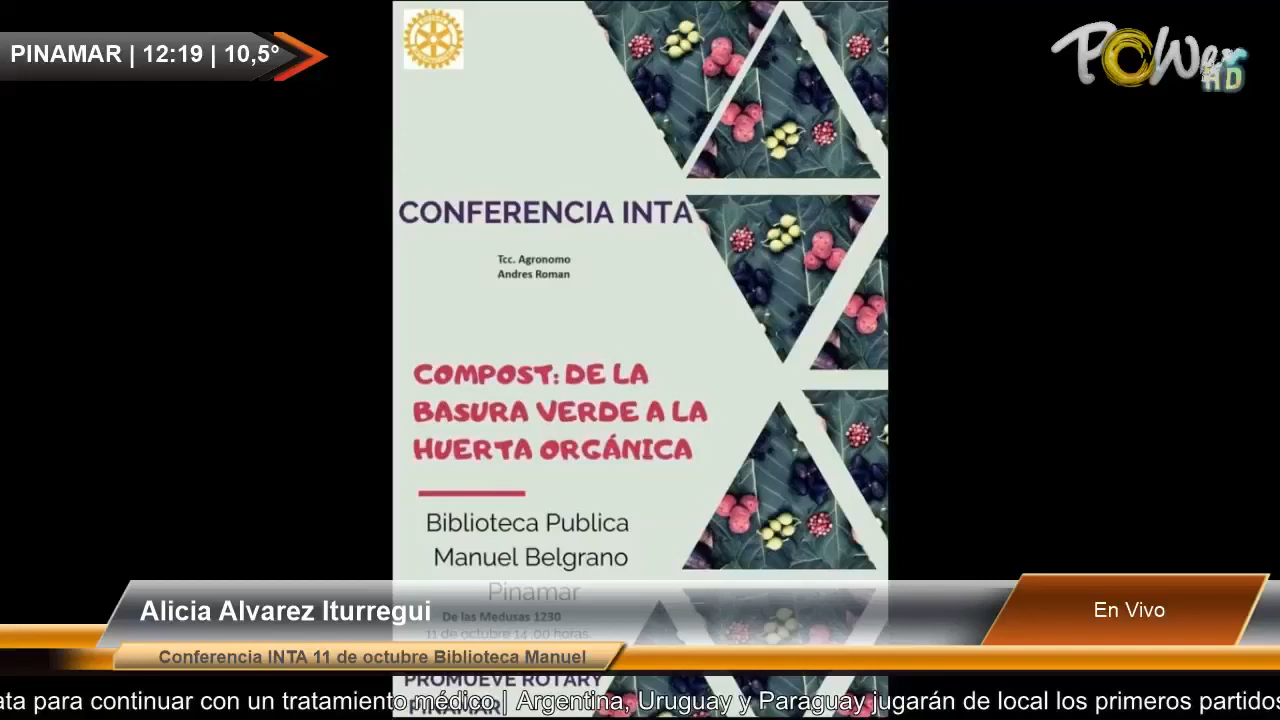 PINAMAR | 12:19 | 10,5°
POWer
HD
CONFERENCIA INTA
Tcc. Agronomo
Andres Roman
COMPOST: DE LA
BASURA VERDE A LA
HUERTA ORGÁNICA
Biblioteca Publica
Manuel Belgrano
Pinamar
De las Medusas 1230
11 de octubre 14 :00 horas.
PROMUEVE ROTARY
PINAMAR
Alicia Alvarez Iturregui
En Vivo
Conferencia INTA 11 de octubre Biblioteca Manuel
ata para continuar con un tratamiento médico | Argentina, Uruguay y Paraguay jugarán de local los primeros partidos